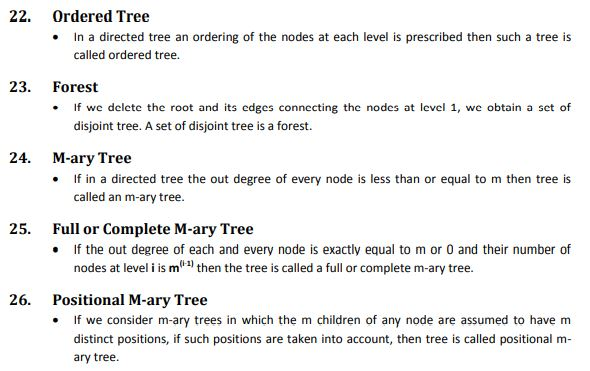 22. Ordered Tree
• In a directed tree an ordering of the nodes at each level is prescribed then such a tree is
called ordered tree.
23. Forest
• If we delete the root and its edges connecting the nodes at level 1, we obtain a set of
disjoint tree. A set of disjoint tree is a forest.
24. M-ary Tree
• If in a directed tree the out degree of every node is less than or equal to m then tree is
called an m-ary tree.
25. Full or Complete M-ary Tree
• If the out degree of each and every node is exactly equal to m or 0 and their number of
nodes at level i is m(i-1) then the tree is called a full or complete m-ary tree.
26. Positional M-ary Tree
• If we consider m-ary trees in which the m children of any node are assumed to have m
distinct positions, if such positions are taken into account, then tree is called positional m-
ary tree.